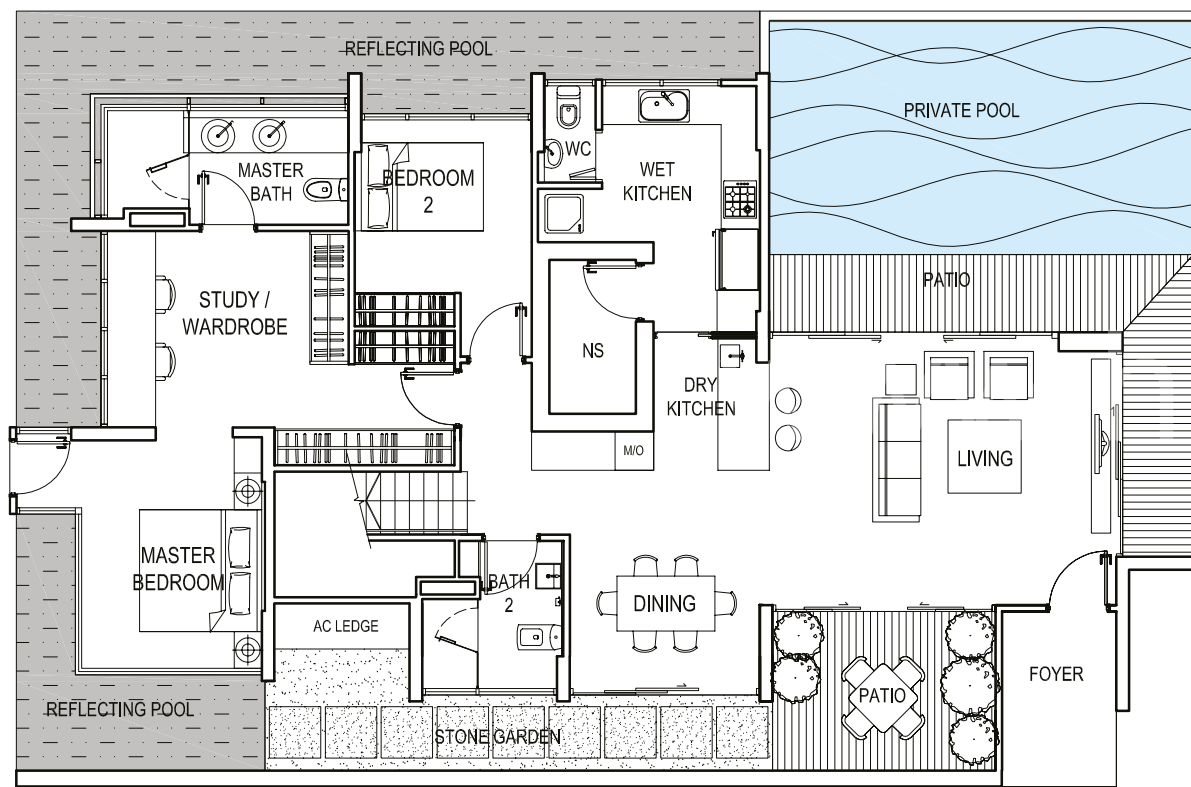 REFLECTING POOL
PRIVATE POOL
WC
MASTER
BATH
BEDROOM
2
WET
KITCHEN
PATIO
STUDY /
WARDROBE
NS
DRY
KITCHEN
M/O
LIVING
MASTER
BEDROOM
BATH
2
DINING
AC LEDGE
FOYER
PATIO
REFLECTING POOL
STONE GARDEN